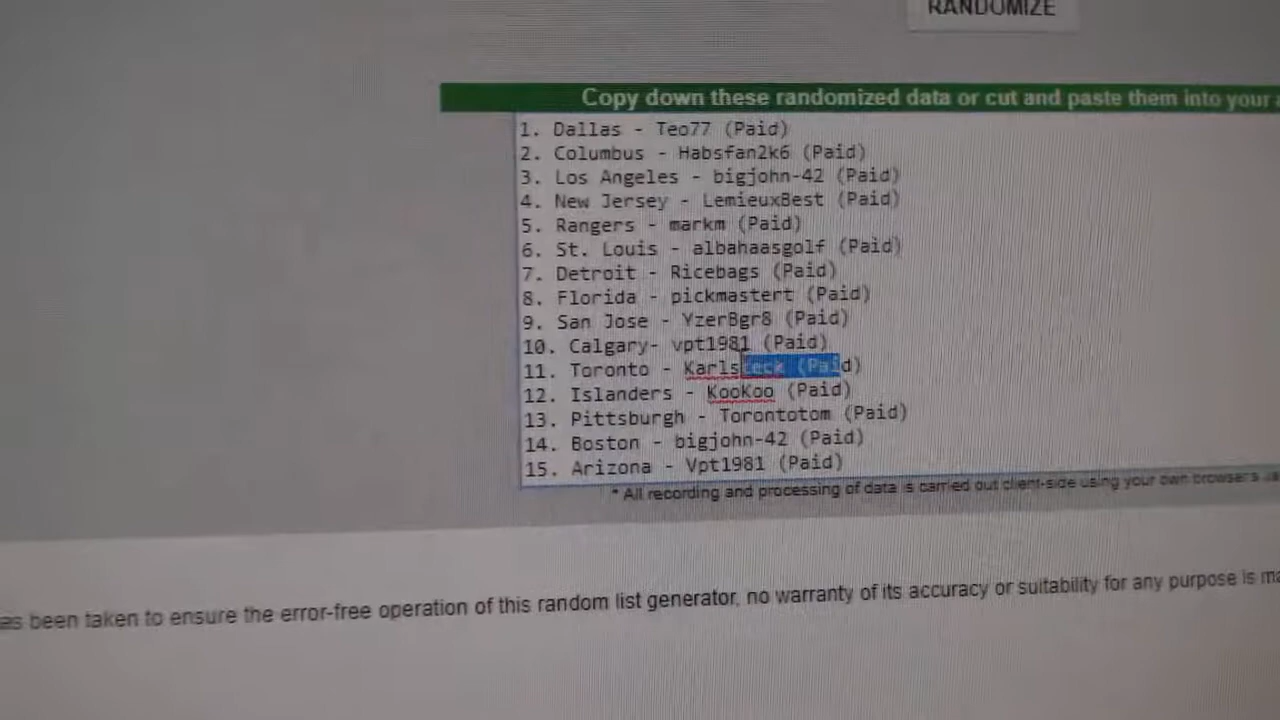 RANDOMIZE
Copy down these randomized data or cut and paste them into your
1. Dallas - Teo77 (Paid)
2. Columbus - Habsfan2k6 (Paid)
3. Los Angeles - bigjohn-42 (Paid)
4. New Jersey - LemieuxBest (Paid)
5. Rangers - markm (Paid)
6. St. Louis - albahaasgolf (Paid)
7. Detroit - Ricebags (Paid)
8. Florida - pickmastert (Paid)
9. San Jose - Yzer8gr8 (Paid)
10. Calgary- vpt1981 (Paid)
11. Toronto - Karlsteck (Paid)
12. Islanders - KooKoo (Paid)
13. Pittsburgh - Torontotom (Paid)
14. Boston - bigjohn-42 (Paid)
15. Arizona - Vpt1981 (Paid)
* All recording and processing of data is carried out client-side using your own browser's
as been taken to ensure the error-free operation of this random list generator, no warranty of its accuracy or suitability for any purpose is